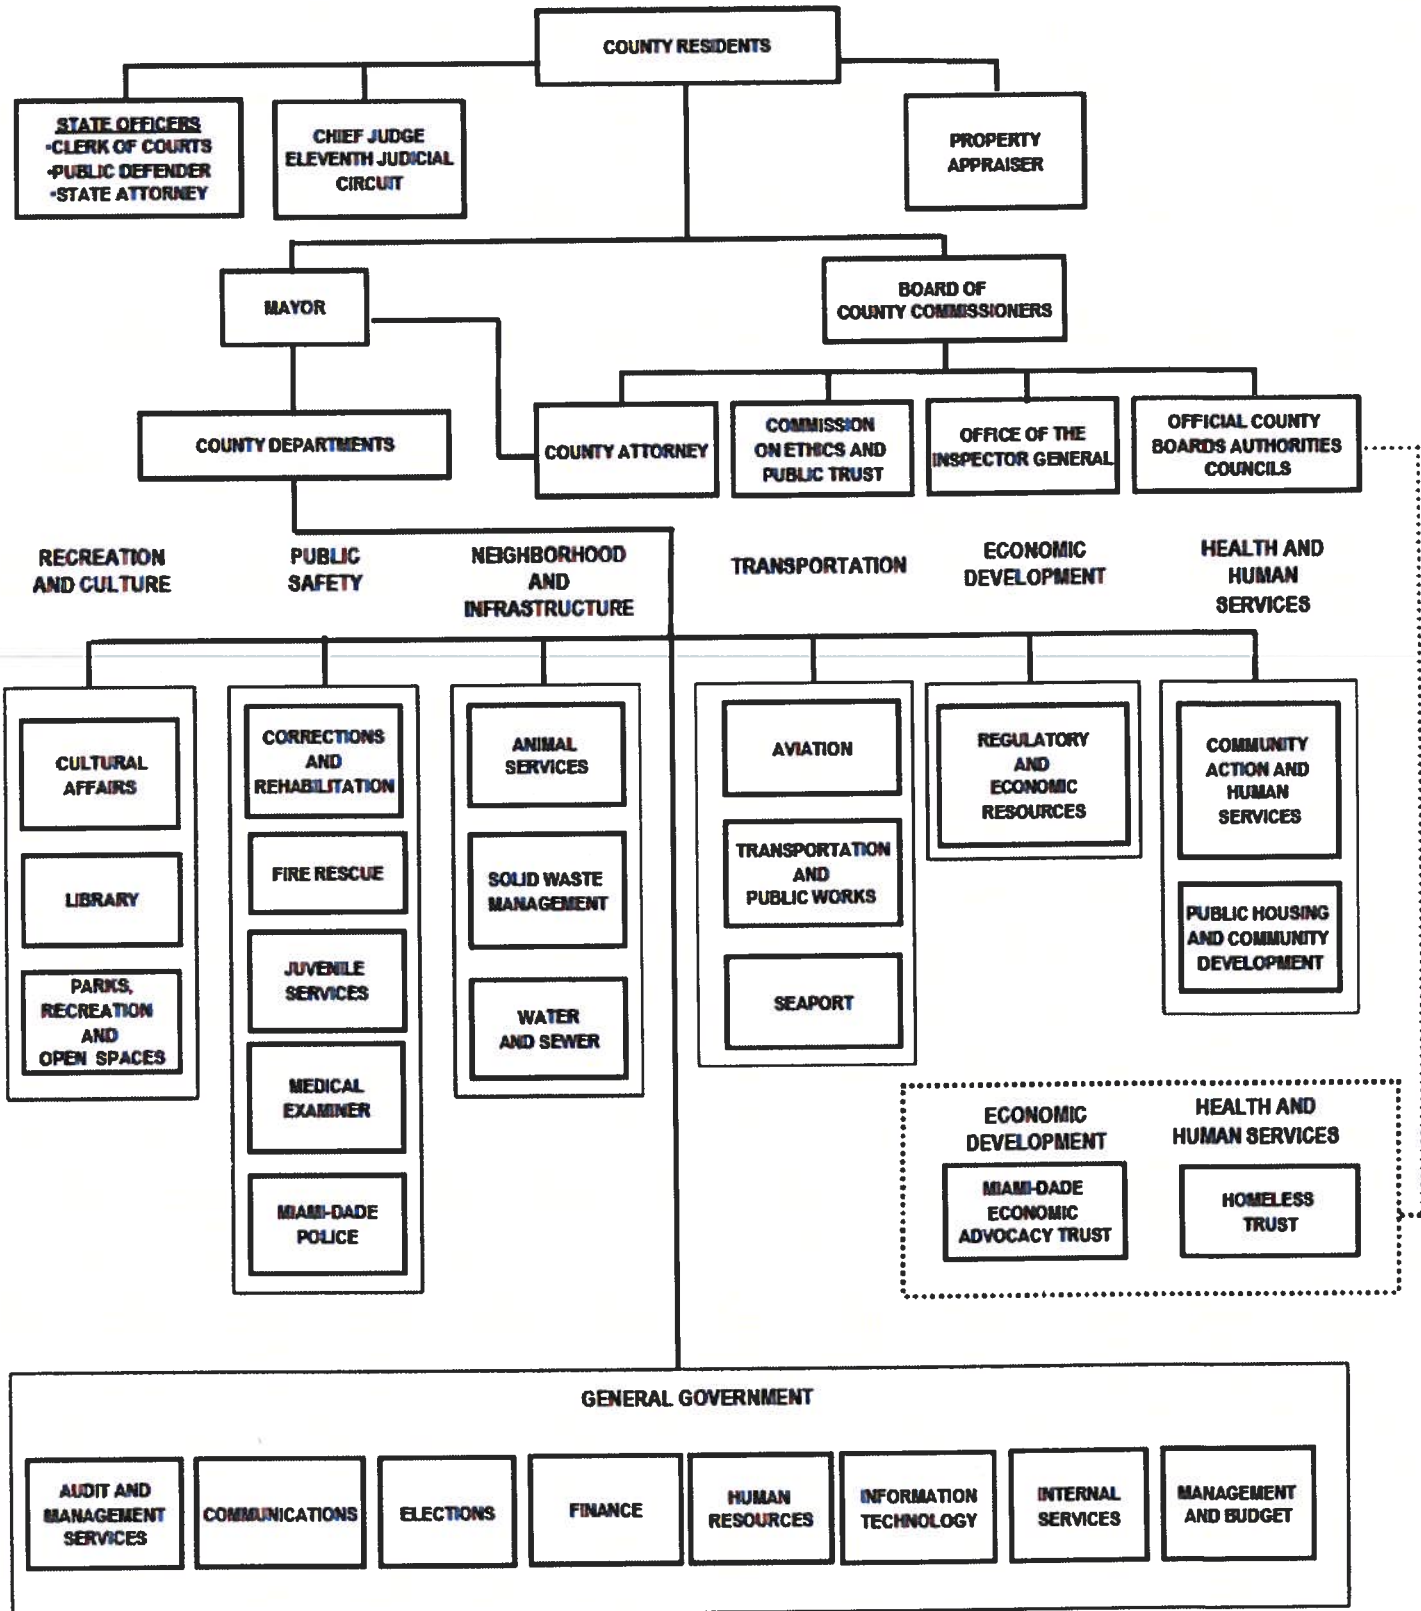 COUNTY RESIDENTS
STATE OFFICERS
•CLERK OF COURTS
•PUBLIC DEFENDER
•STATE ATTORNEY
CHIEF JUDGE
ELEVENTH JUDICIAL
CIRCUIT
PROPERTY
APPRAISER
MAYOR
BOARD OF
COUNTY COMMISSIONERS
COUNTY DEPARTMENTS
COUNTY ATTORNEY
COMMISSION
ON ETHICS AND
PUBLIC TRUST
OFFICE OF THE
INSPECTOR GENERAL
OFFICIAL COUNTY
BOARDS AUTHORITIES
COUNCILS
RECREATION
AND CULTURE
PUBLIC
SAFETY
NEIGHBORHOOD
AND
INFRASTRUCTURE
TRANSPORTATION
ECONOMIC
DEVELOPMENT
HEALTH AND
HUMAN
SERVICES
CULTURAL
AFFAIRS
LIBRARY
PARKS,
RECREATION
AND
OPEN SPACES
CORRECTIONS
AND
REHABILITATION
FIRE RESCUE
JUVENILE
SERVICES
MEDICAL
EXAMINER
MIAMI-DADE
POLICE
ANIMAL
SERVICES
SOLID WASTE
MANAGEMENT
WATER
AND SEWER
AVIATION
TRANSPORTATION
AND
PUBLIC WORKS
SEAPORT
REGULATORY
AND
ECONOMIC
RESOURCES
COMMUNITY
ACTION AND
HUMAN
SERVICES
PUBLIC HOUSING
AND COMMUNITY
DEVELOPMENT
ECONOMIC
DEVELOPMENT
MIAMI-DADE
ECONOMIC
ADVOCACY TRUST
HEALTH AND
HUMAN SERVICES
HOMELESS
TRUST
GENERAL GOVERNMENT
AUDIT AND
MANAGEMENT
SERVICES
COMMUNICATIONS
ELECTIONS
FINANCE
HUMAN
RESOURCES
INFORMATION
TECHNOLOGY
INTERNAL
SERVICES
MANAGEMENT
AND BUDGET